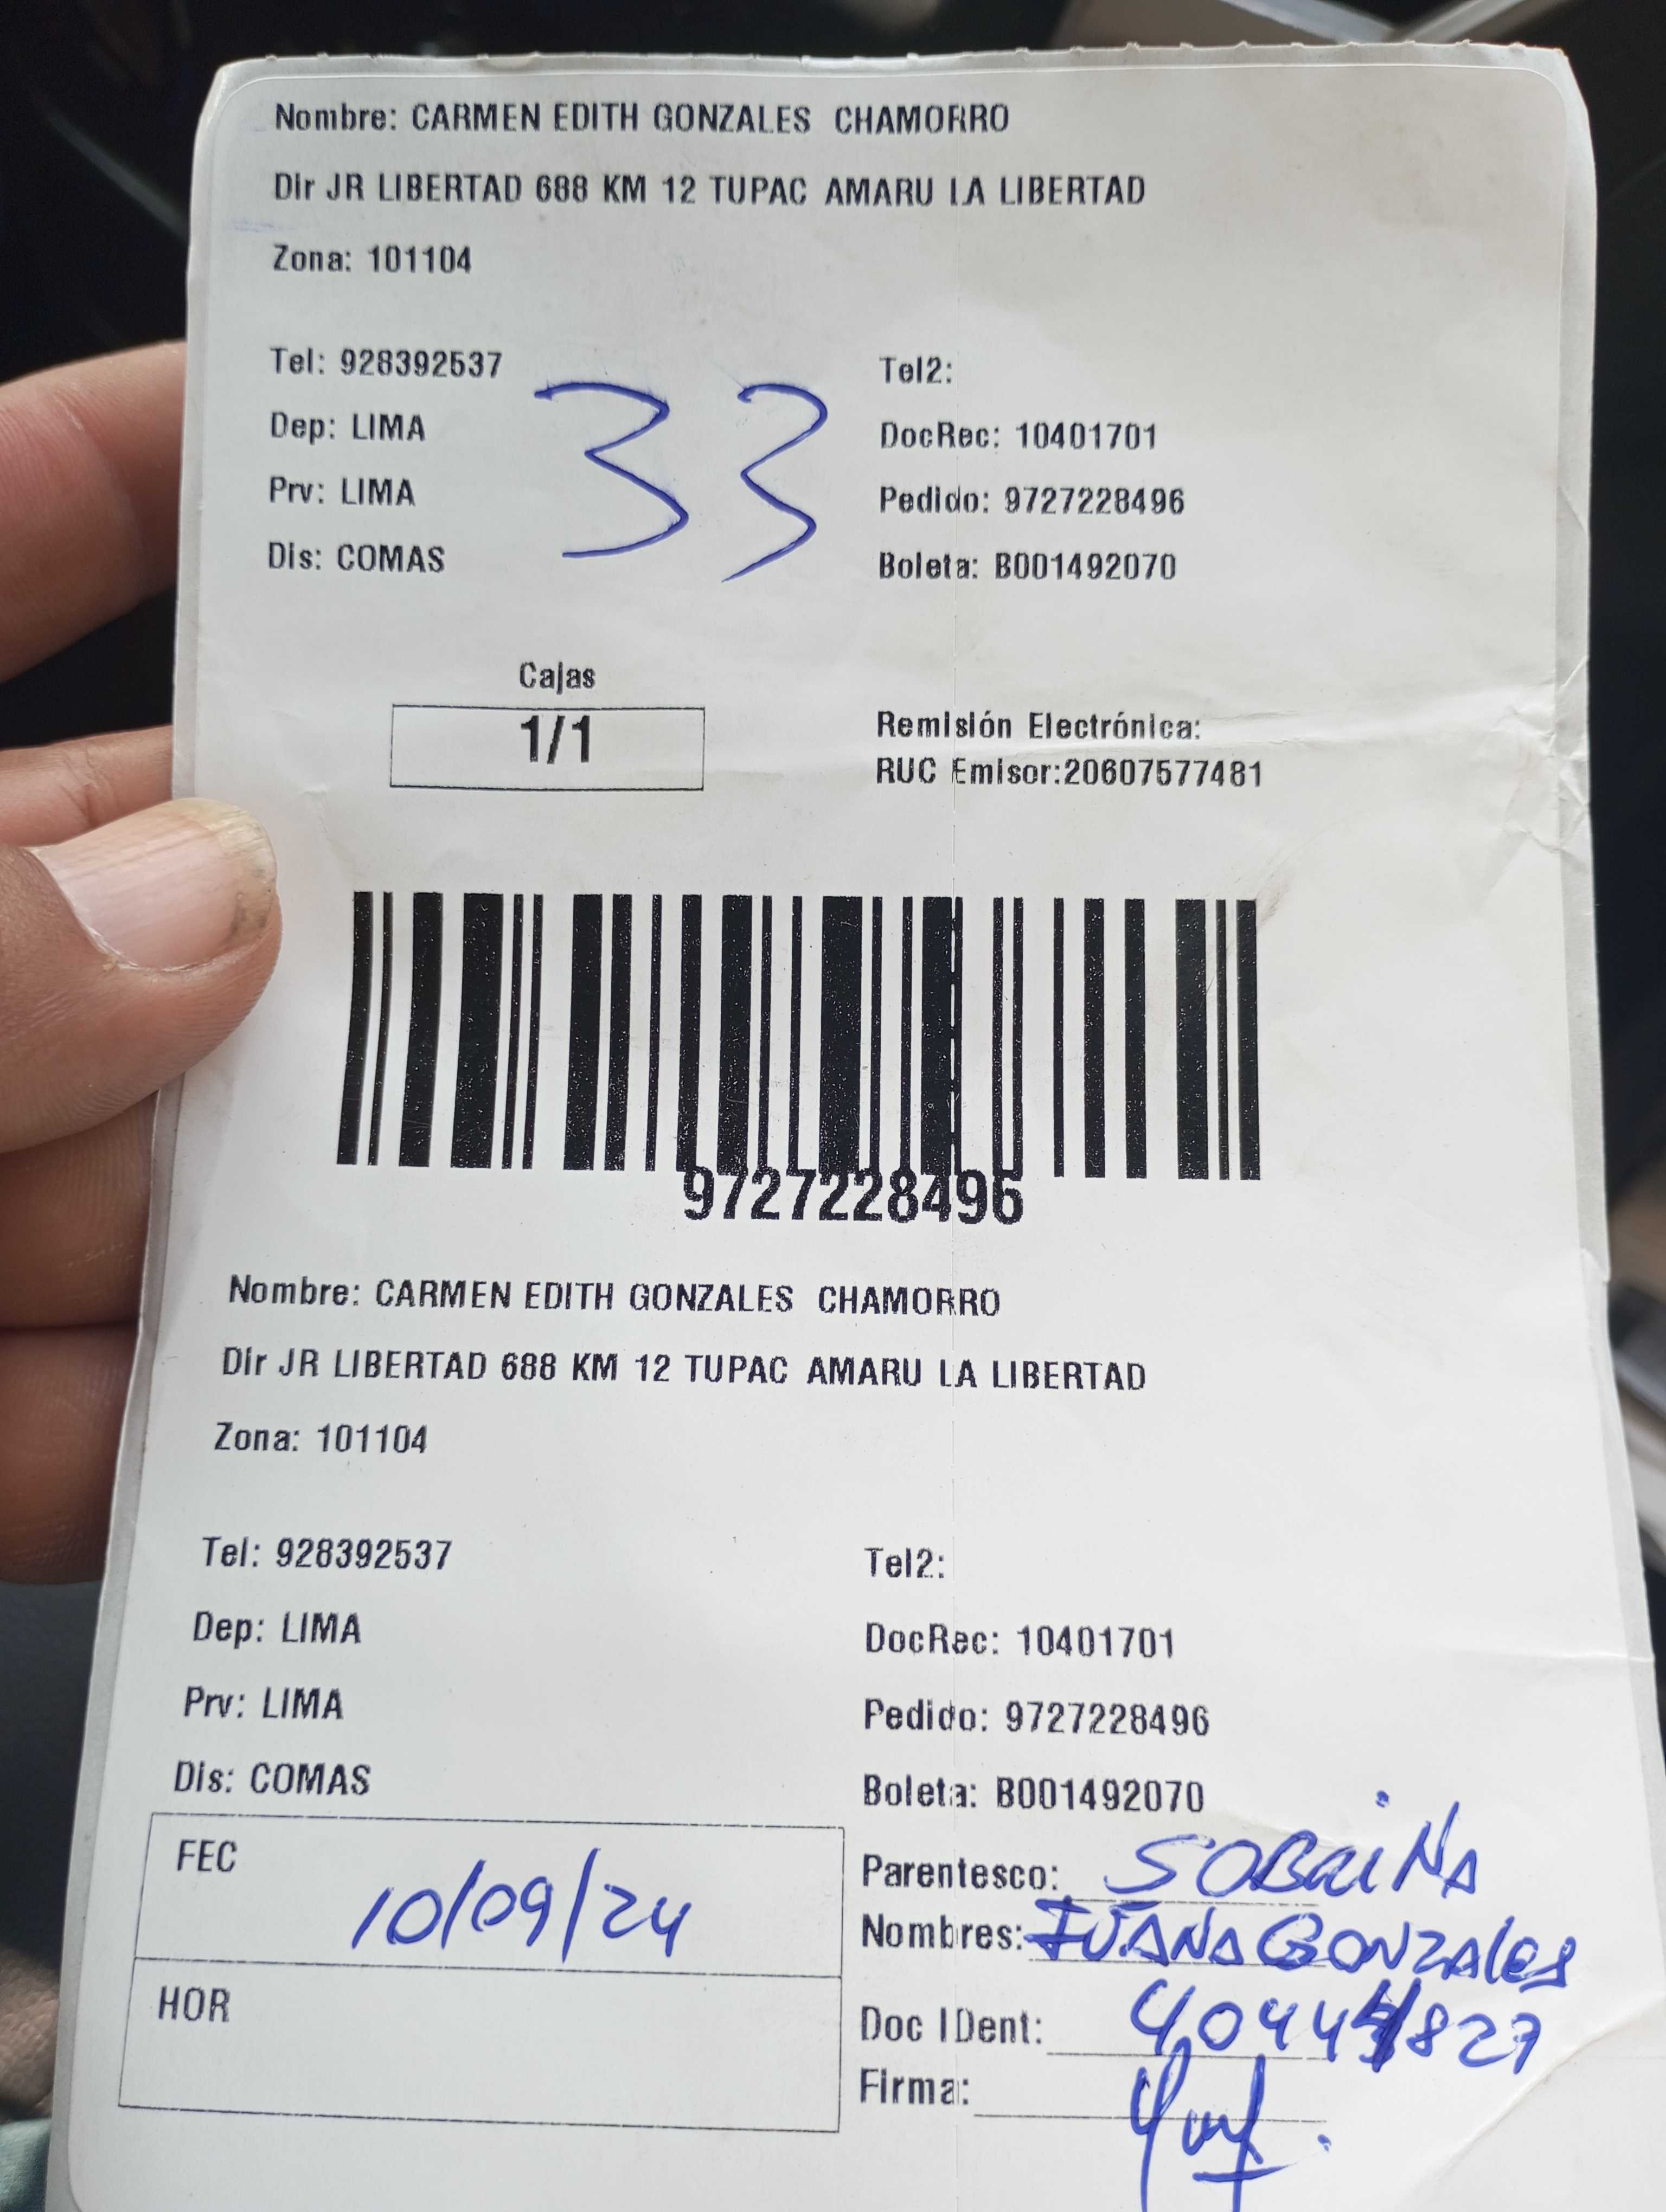 Nombre: CARMEN EDITH GONZALES CHAMORRO
Dir JR LIBERTAD 688 KM 12 TUPAC AMARU LA LIBERTAD
Zona: 101104
Tel: 928392537 Tel2:
33
Dep: LIMA DocRec: 10401701
Prv: LIMA Pedido: 9727228496
Dis: COMAS Boleta: B001492070
Cajas
1/1
Remisión Electrónica:
RUC Emisor:20607577481
9727228496
Nombre: CARMEN EDITH GONZALES CHAMORRO
Dir JR LIBERTAD 688 KM 12 TUPAC AMARU LA LIBERTAD
Zona: 101104
Tel: 928392537 Tel2:
Dep: LIMA DocRec: 10401701
Prv: LIMA Pedido: 9727228496
Dis: COMAS Boleta: B001492070
FEC 10/09/24
HOR
Parentesco: SOBRiNA
Nombres: JUANA GONZALES
Doc IDent:
Firma: